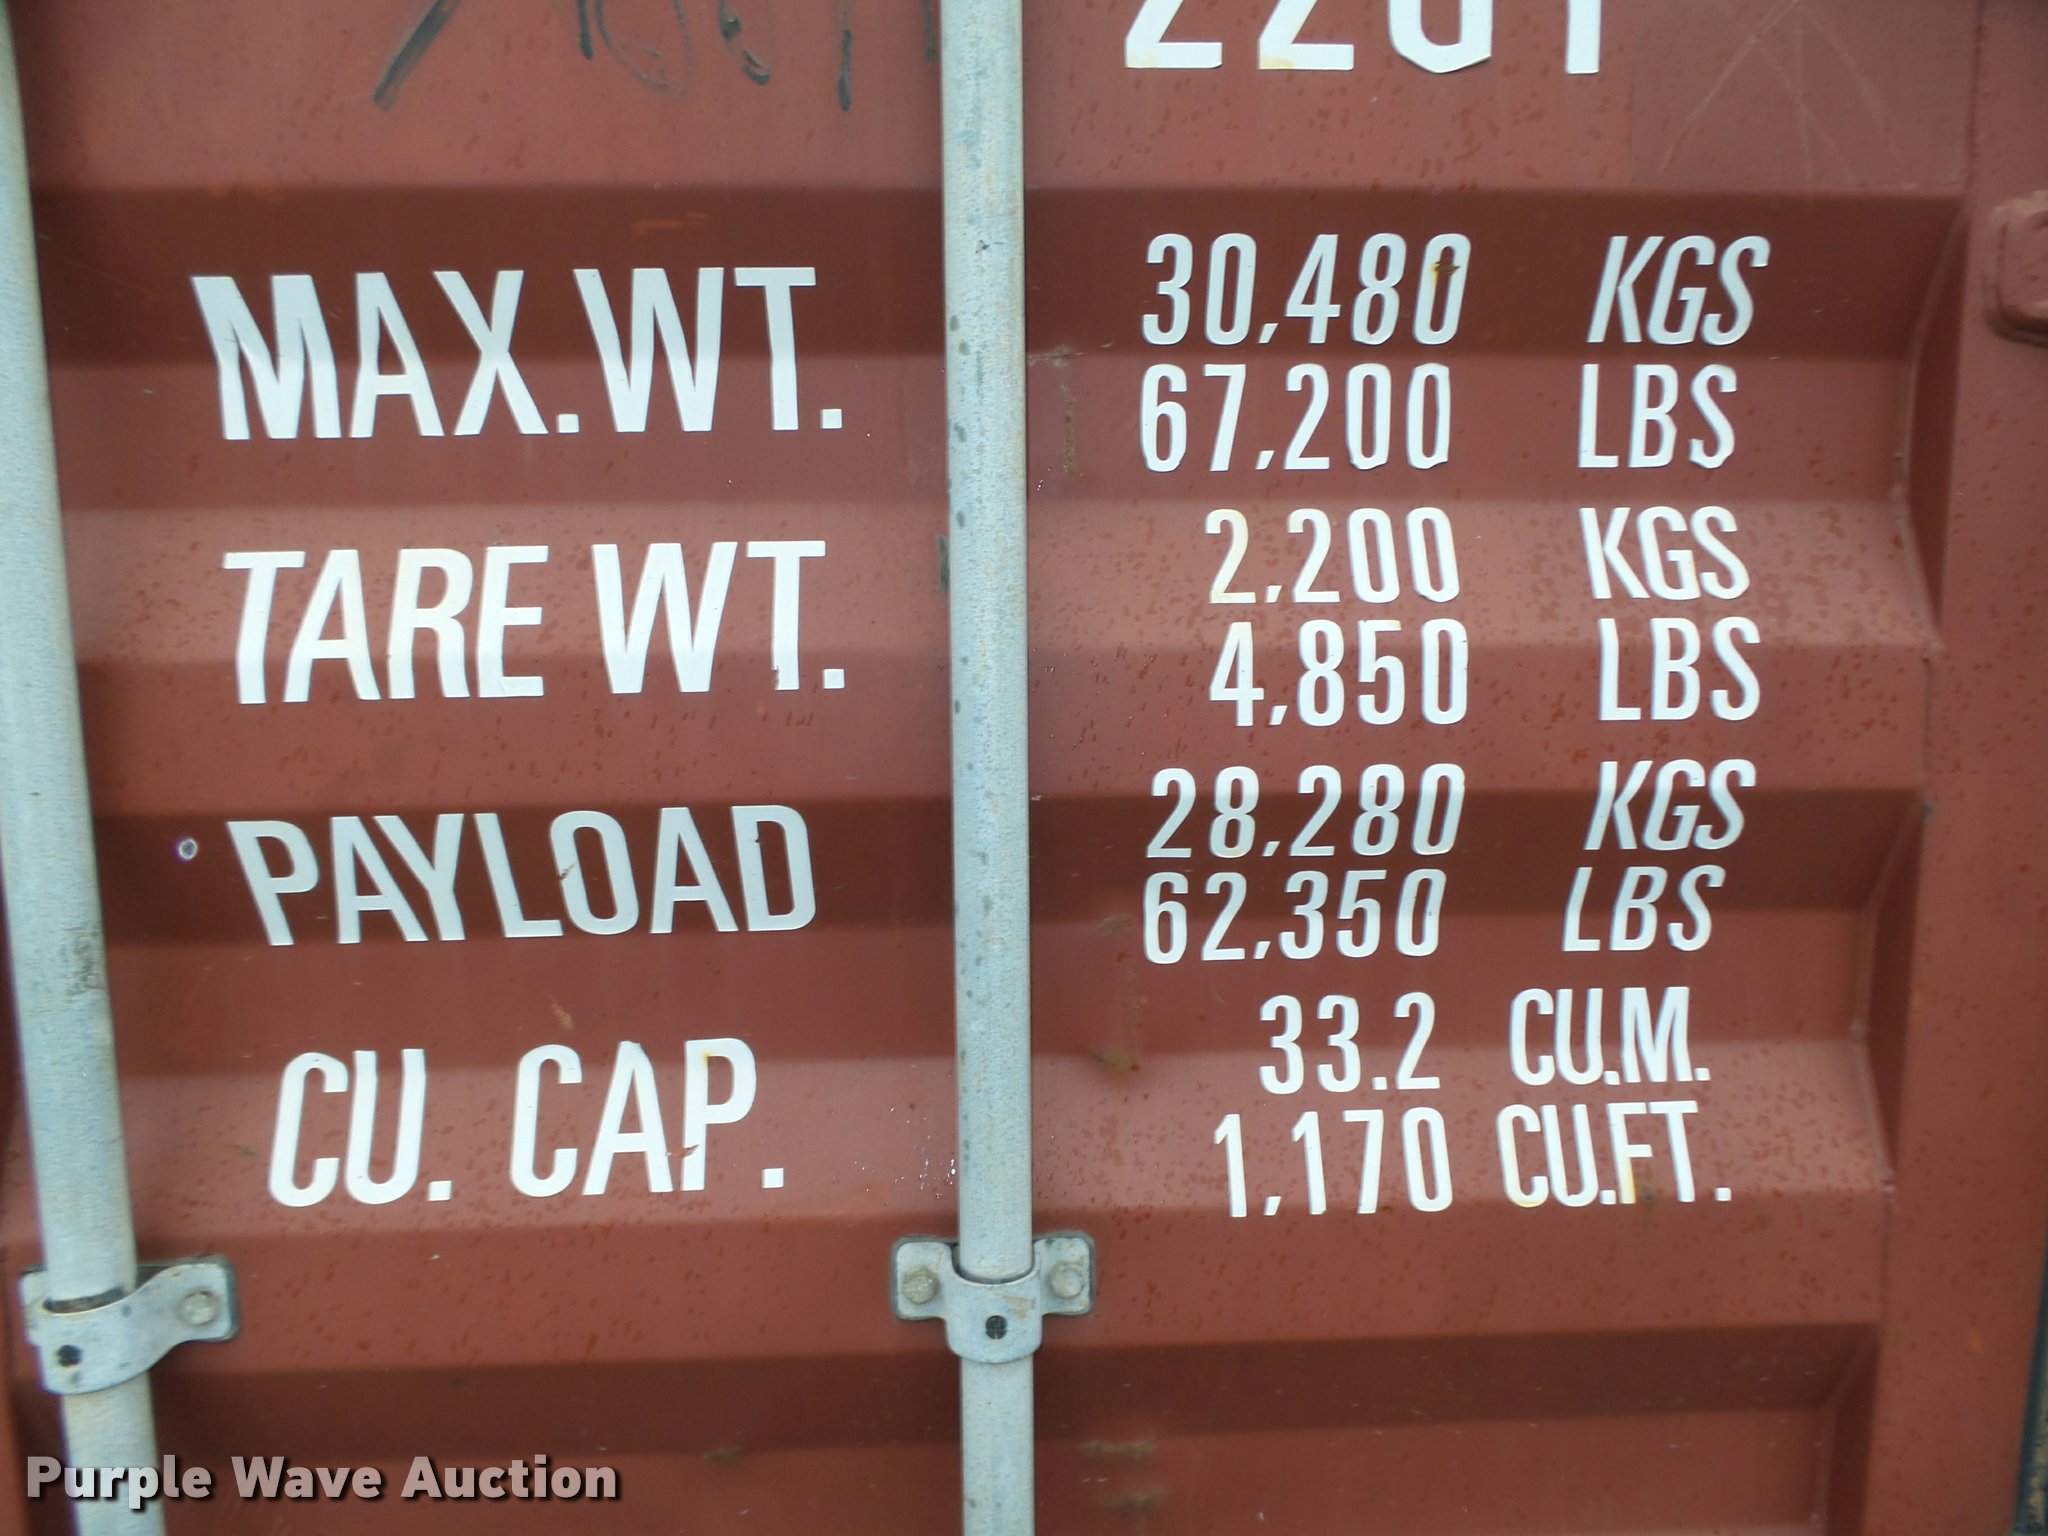 22G1
MAX.WT. 30,480 KGS
67,200 LBS
TARE WT. 2,200 KGS
4,850 LBS
PAYLOAD 28,280 KGS
62,350 LBS
CU. CAP. 33.2 CU.M.
1,170 CU.FT.
Purple Wave Auction